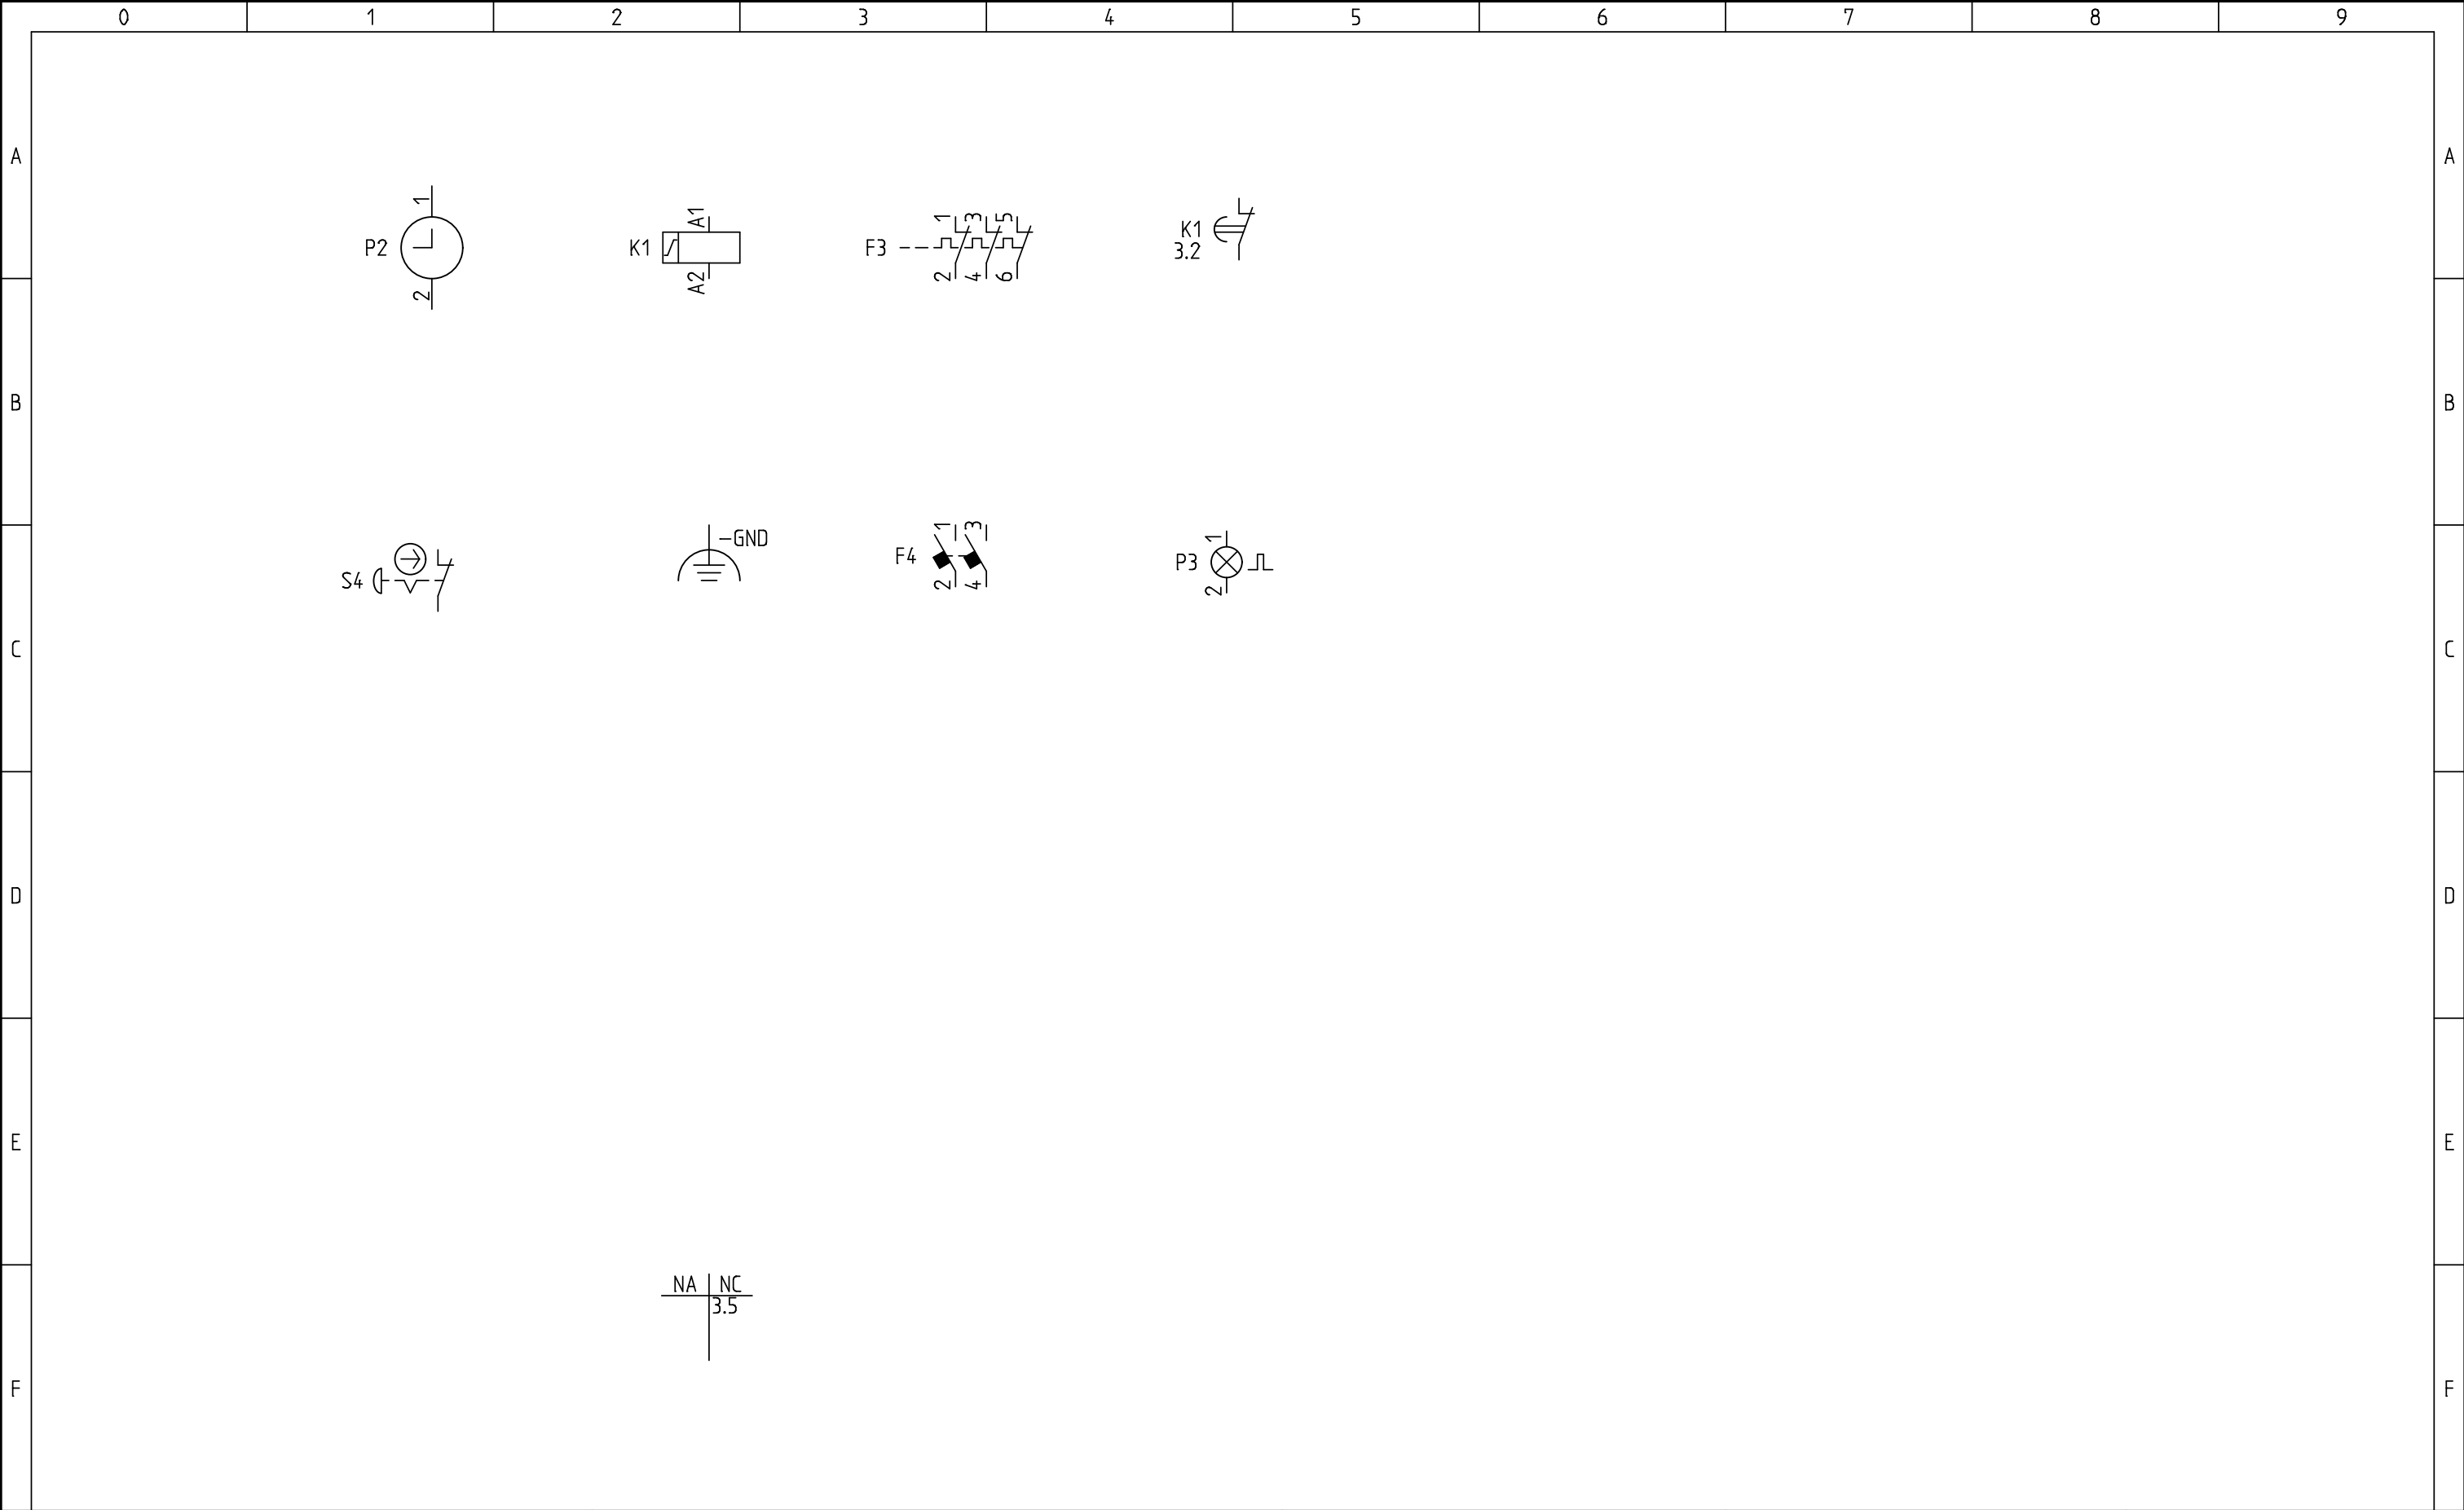 0 1 2 3 4 5 6 7 8 9
A A
1 A1 1 3 5
P2 K1 F3 K1
3.2
2 A2 2 4 6
B B
1 3 1
-GND
S4 F4 P3
2 4 2
C C
D D
E E
NA NC
3.5
F F